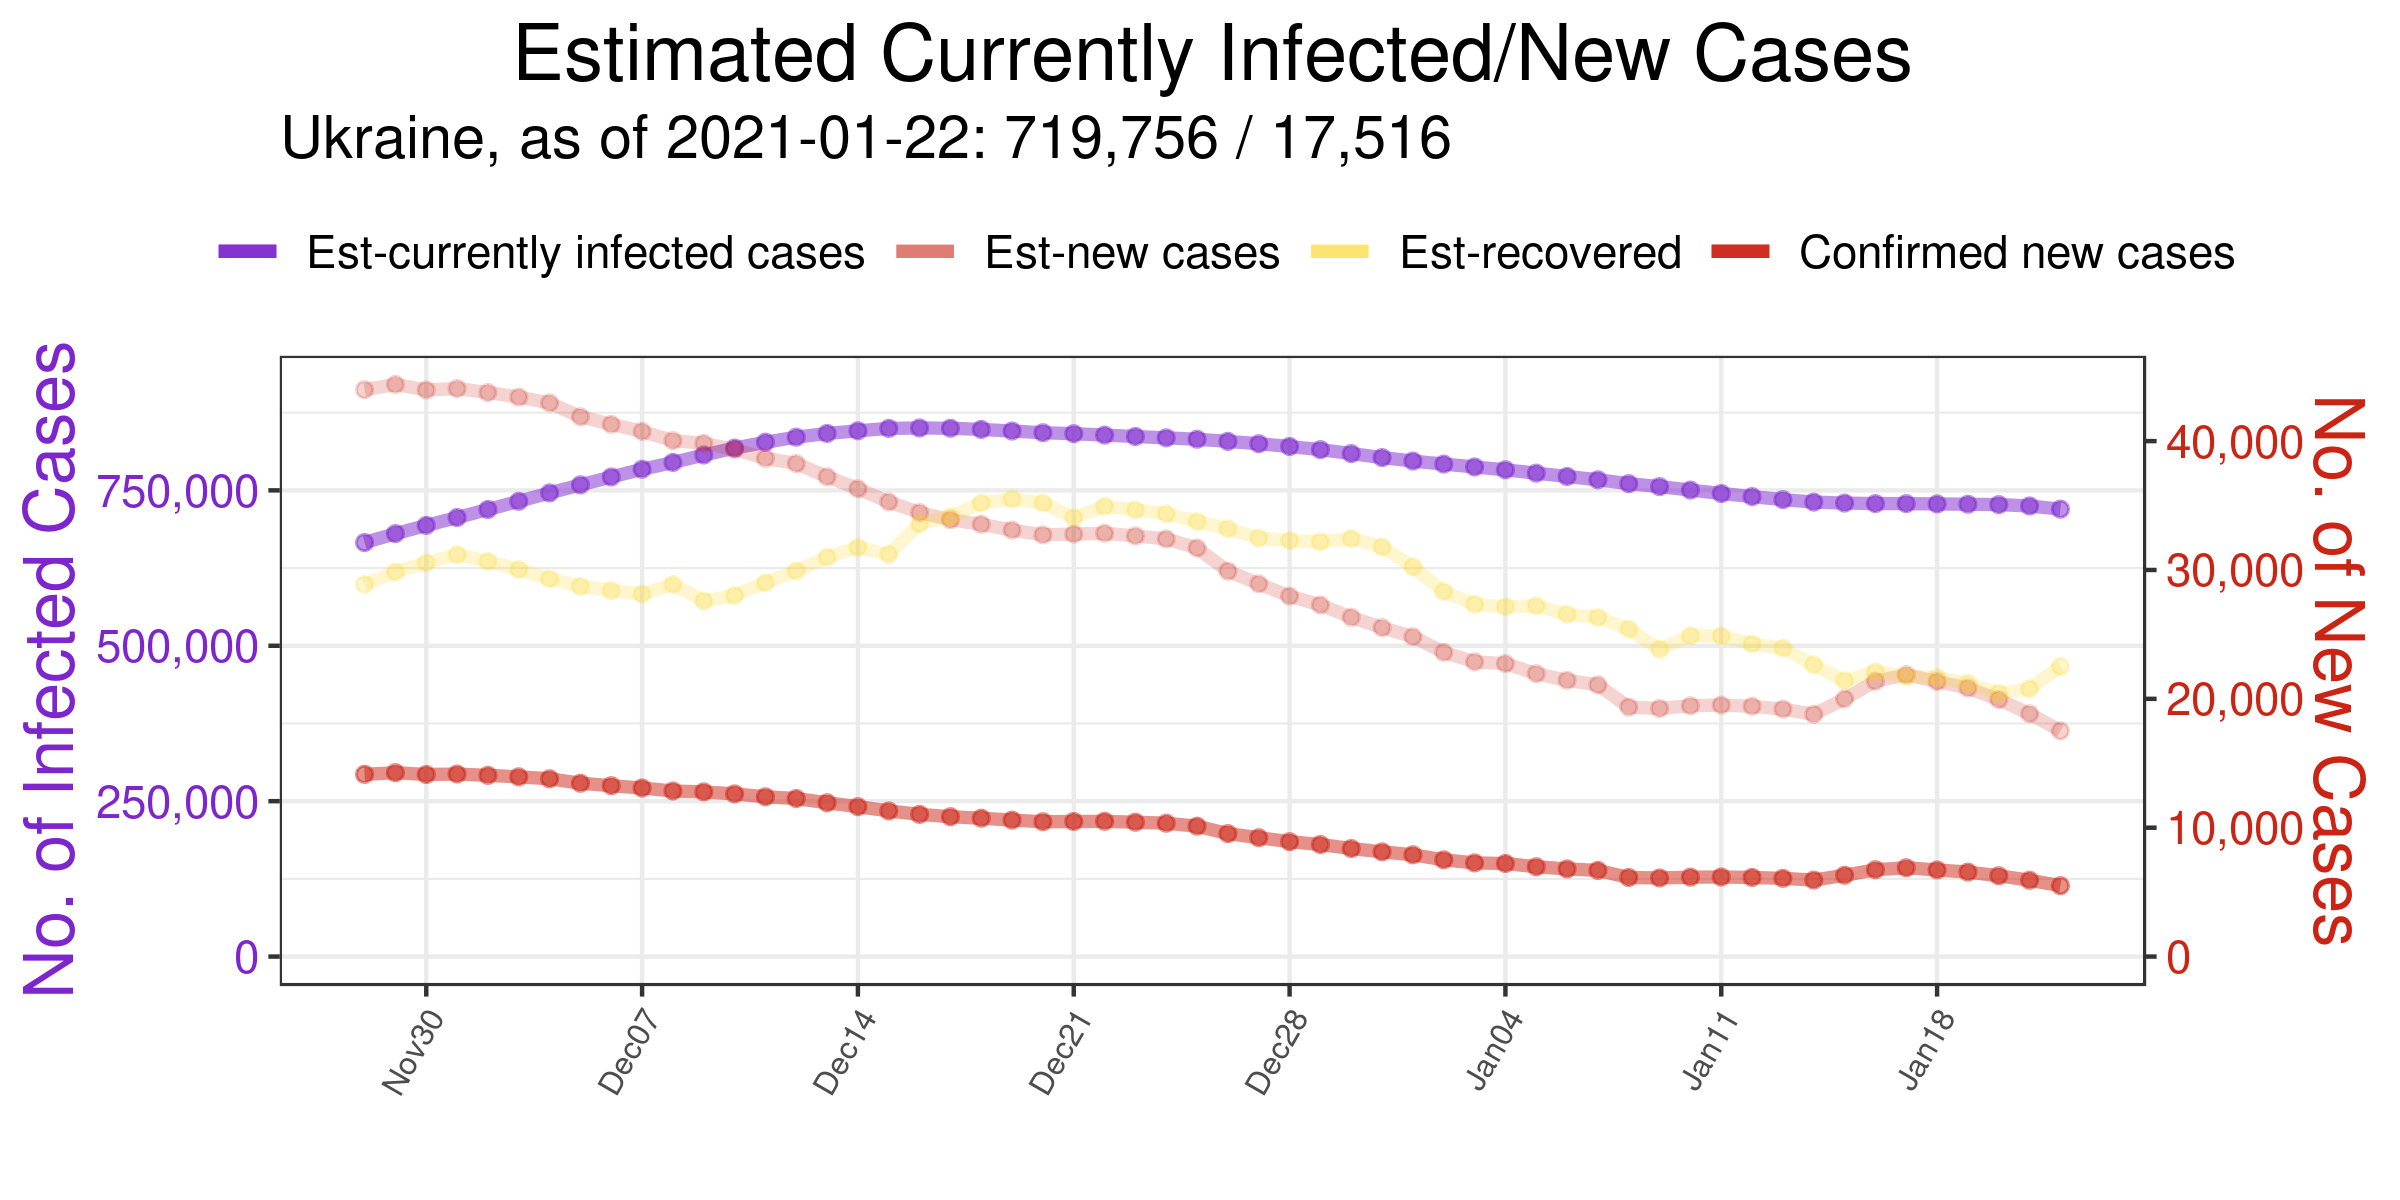 Estimated Currently Infected/New Cases
Ukraine, as of 2021-01-22: 719,756 / 17,516
Est-currently infected cases Est-new cases Est-recovered Confirmed new cases
No. of Infected Cases
750,000
500,000
250,000
0
40,000
30,000
20,000
10,000
0
No. of New Cases
Nov30 Dec07 Dec14 Dec21 Dec28 Jan04 Jan11 Jan18